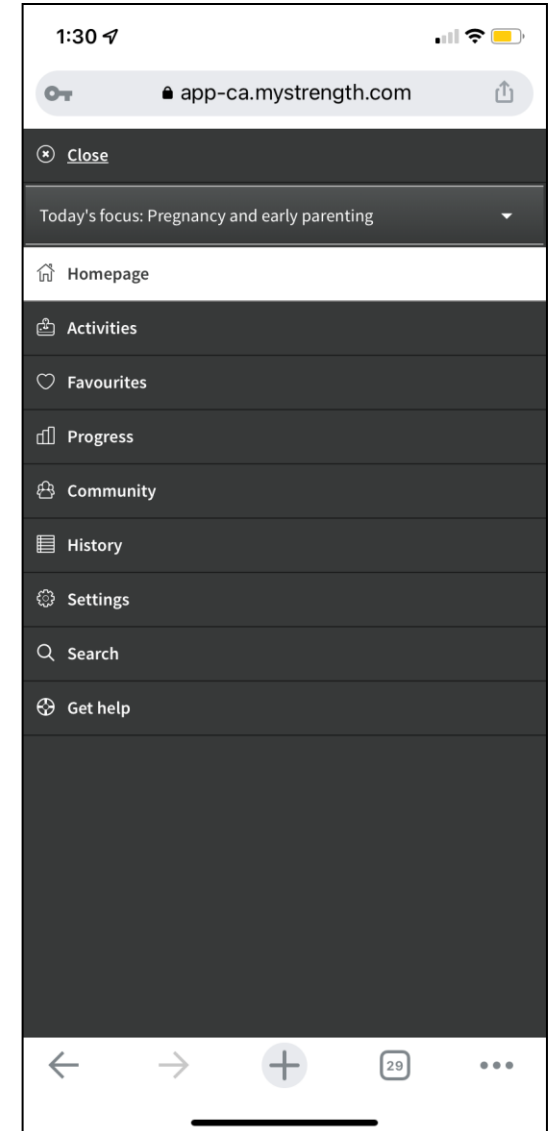 1:30
app-ca.mystrength.com
Close
Today's focus: Pregnancy and early parenting
Homepage
Activities
Favourites
Progress
Community
History
Settings
Search
Get help
29